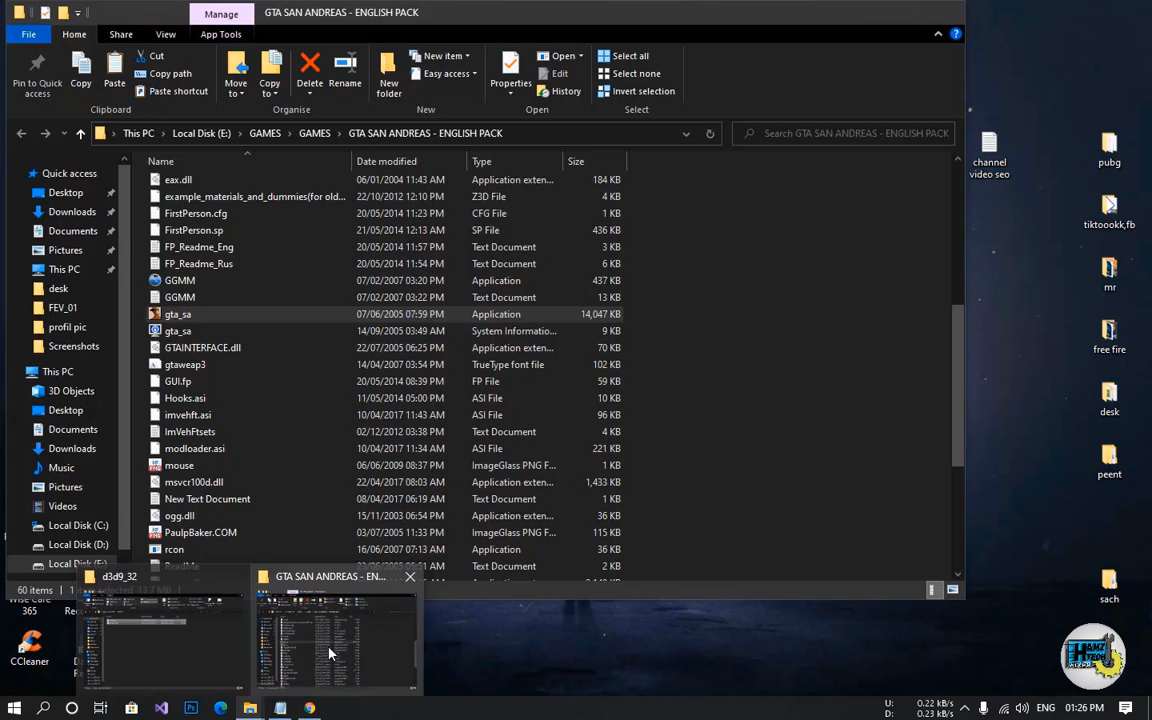 Manage
GTA SAN ANDREAS - ENGLISH PACK
File
Home
Share
View
App Tools
Pin to Quick access
Copy
Paste
Cut
Copy path
Paste shortcut
Move to
Copy to
Delete
Rename
New folder
New item
Easy access
Properties
Open
Edit
History
Select all
Select none
Invert selection
Clipboard
Organise
New
Open
Select
This PC
Local Disk (E:)
GAMES
GAMES
GTA SAN ANDREAS - ENGLISH PACK
Search GTA SAN ANDREAS - ENGLISH PACK
Name
Date modified
Type
Size
Quick access
Desktop
Downloads
Documents
Pictures
This PC
desk
FEV_01
profil pic
Screenshots
This PC
3D Objects
Desktop
Documents
Downloads
Music
Pictures
Videos
Local Disk (C:)
Local Disk (D:)
eax.dll 06/01/2004 11:43 AM Application exten... 184 KB
example_materials_and_dummies(for old... 22/10/2012 12:10 PM Z3D File 4 KB
FirstPerson.cfg 20/05/2014 11:23 PM CFG File 1 KB
FirstPerson.sp 21/05/2014 12:13 AM SP File 436 KB
FP_Readme_Eng 20/05/2014 11:57 PM Text Document 3 KB
FP_Readme_Rus 20/05/2014 11:54 PM Text Document 6 KB
GGMM 07/02/2007 03:20 PM Application 437 KB
GGMM 07/02/2007 03:22 PM Text Document 13 KB
gta_sa 07/06/2005 07:59 PM Application 14,047 KB
gta_sa 14/09/2005 03:49 AM System Informatio... 9 KB
GTAINTERFACE.dll 22/07/2005 06:25 PM Application exten... 70 KB
gtaweap3 14/04/2007 03:54 PM TrueType font file 102 KB
GUI.fp 20/05/2014 08:39 PM FP File 59 KB
Hooks.asi 11/05/2014 05:00 PM ASI File 10 KB
imvehft.asi 10/04/2017 11:43 AM ASI File 96 KB
ImVehFtsets 02/12/2012 03:38 PM Text Document 4 KB
modloader.asi 10/04/2017 11:34 AM ASI File 221 KB
mouse 06/06/2009 08:37 PM ImageGlass PNG F... 1 KB
msvcr100d.dll 22/04/2017 08:03 AM Application exten... 1,433 KB
New Text Document 08/04/2017 06:19 AM Text Document 1 KB
ogg.dll 15/11/2003 06:54 PM Application exten... 36 KB
PaulpBaker.COM 03/07/2005 11:33 PM ImageGlass PNG F... 115 KB
rcon 16/06/2007 07:13 AM Application 36 KB
60 items
d3d9_32
GTA SAN ANDREAS - EN...
365
CCleaner
channel video seo
pubg
tiktoookk,fb
mr
free fire
desk
peent
sach
HAMZ
TECH
WIZARD
U: 0.22 kB/s
D: 0.23 kB/s
ENG
01:26 PM